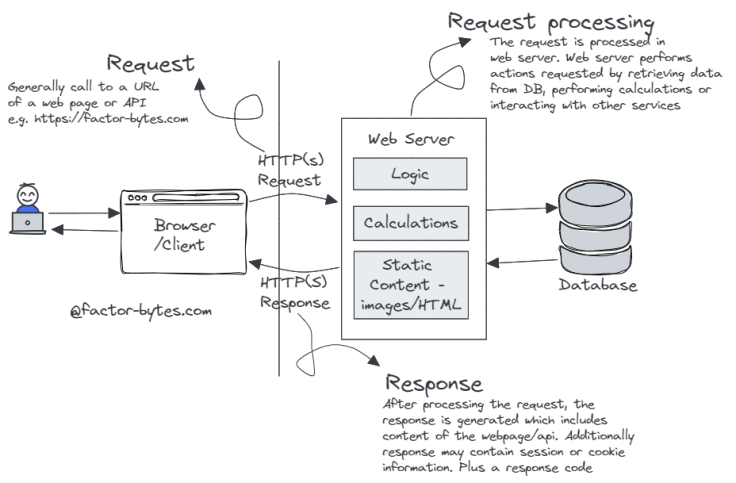 Request processing
The request is processed in
web server. Web server performs
actions requested by retrieving data
from DB, performing calculations or
interacting with other services
Request
Generally call to a URL
of a web page or API
e.g. https://factor-bytes.com
HTTP(s)
Request
Web Server
Logic
Calculations
Static
Content -
images/HTML
Browser
/Client
HTTP(S)
Response
Database
@factor-bytes.com
Response
After processing the request, the
response is generated which includes
content of the webpage/api. Additionally
response may contain session or cookie
information. Plus a response code